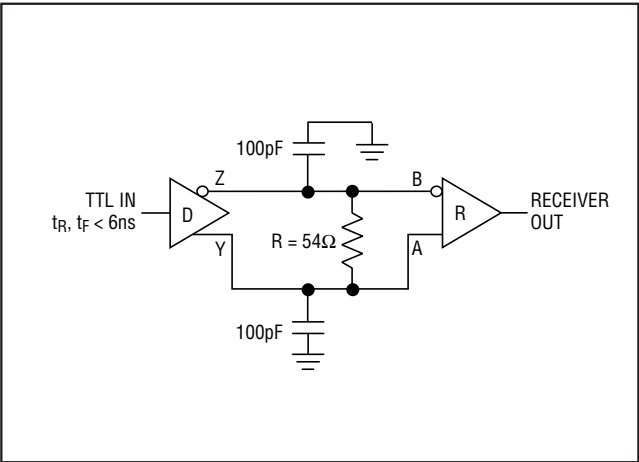 100pF
Z
B
TTL IN
tR, tF < 6ns
D
R
RECEIVER
OUT
Y
R = 54Ω
A
100pF